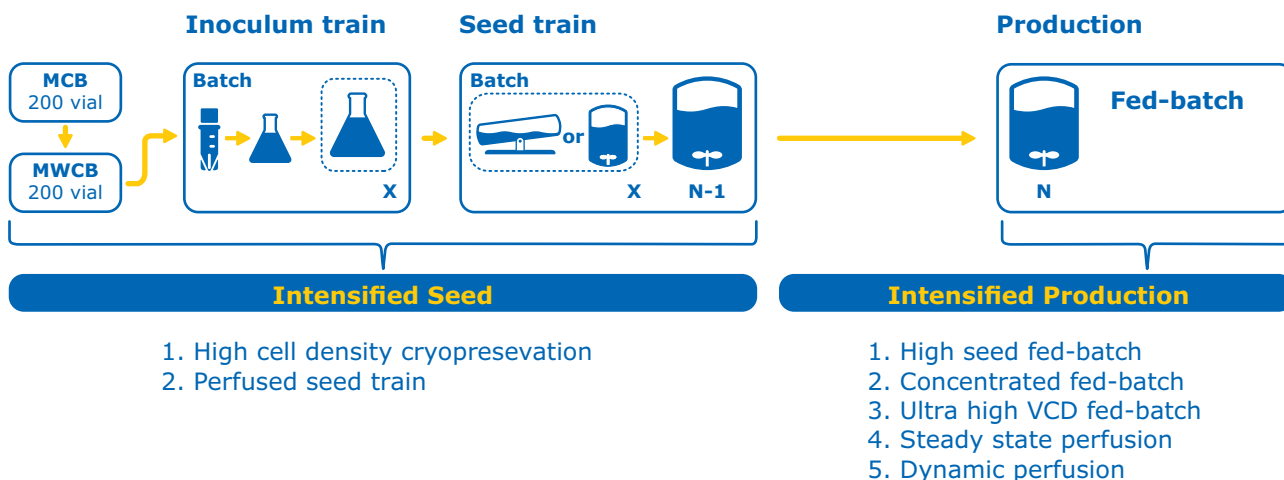 Inoculum train
Seed train
Production
MCB
200 vial
MWCB
200 vial
Batch
X
Batch
or
X
N-1
Fed-batch
N
Intensified Seed
Intensified Production
1. High cell density cryopresevation
2. Perfused seed train
1. High seed fed-batch
2. Concentrated fed-batch
3. Ultra high VCD fed-batch
4. Steady state perfusion
5. Dynamic perfusion